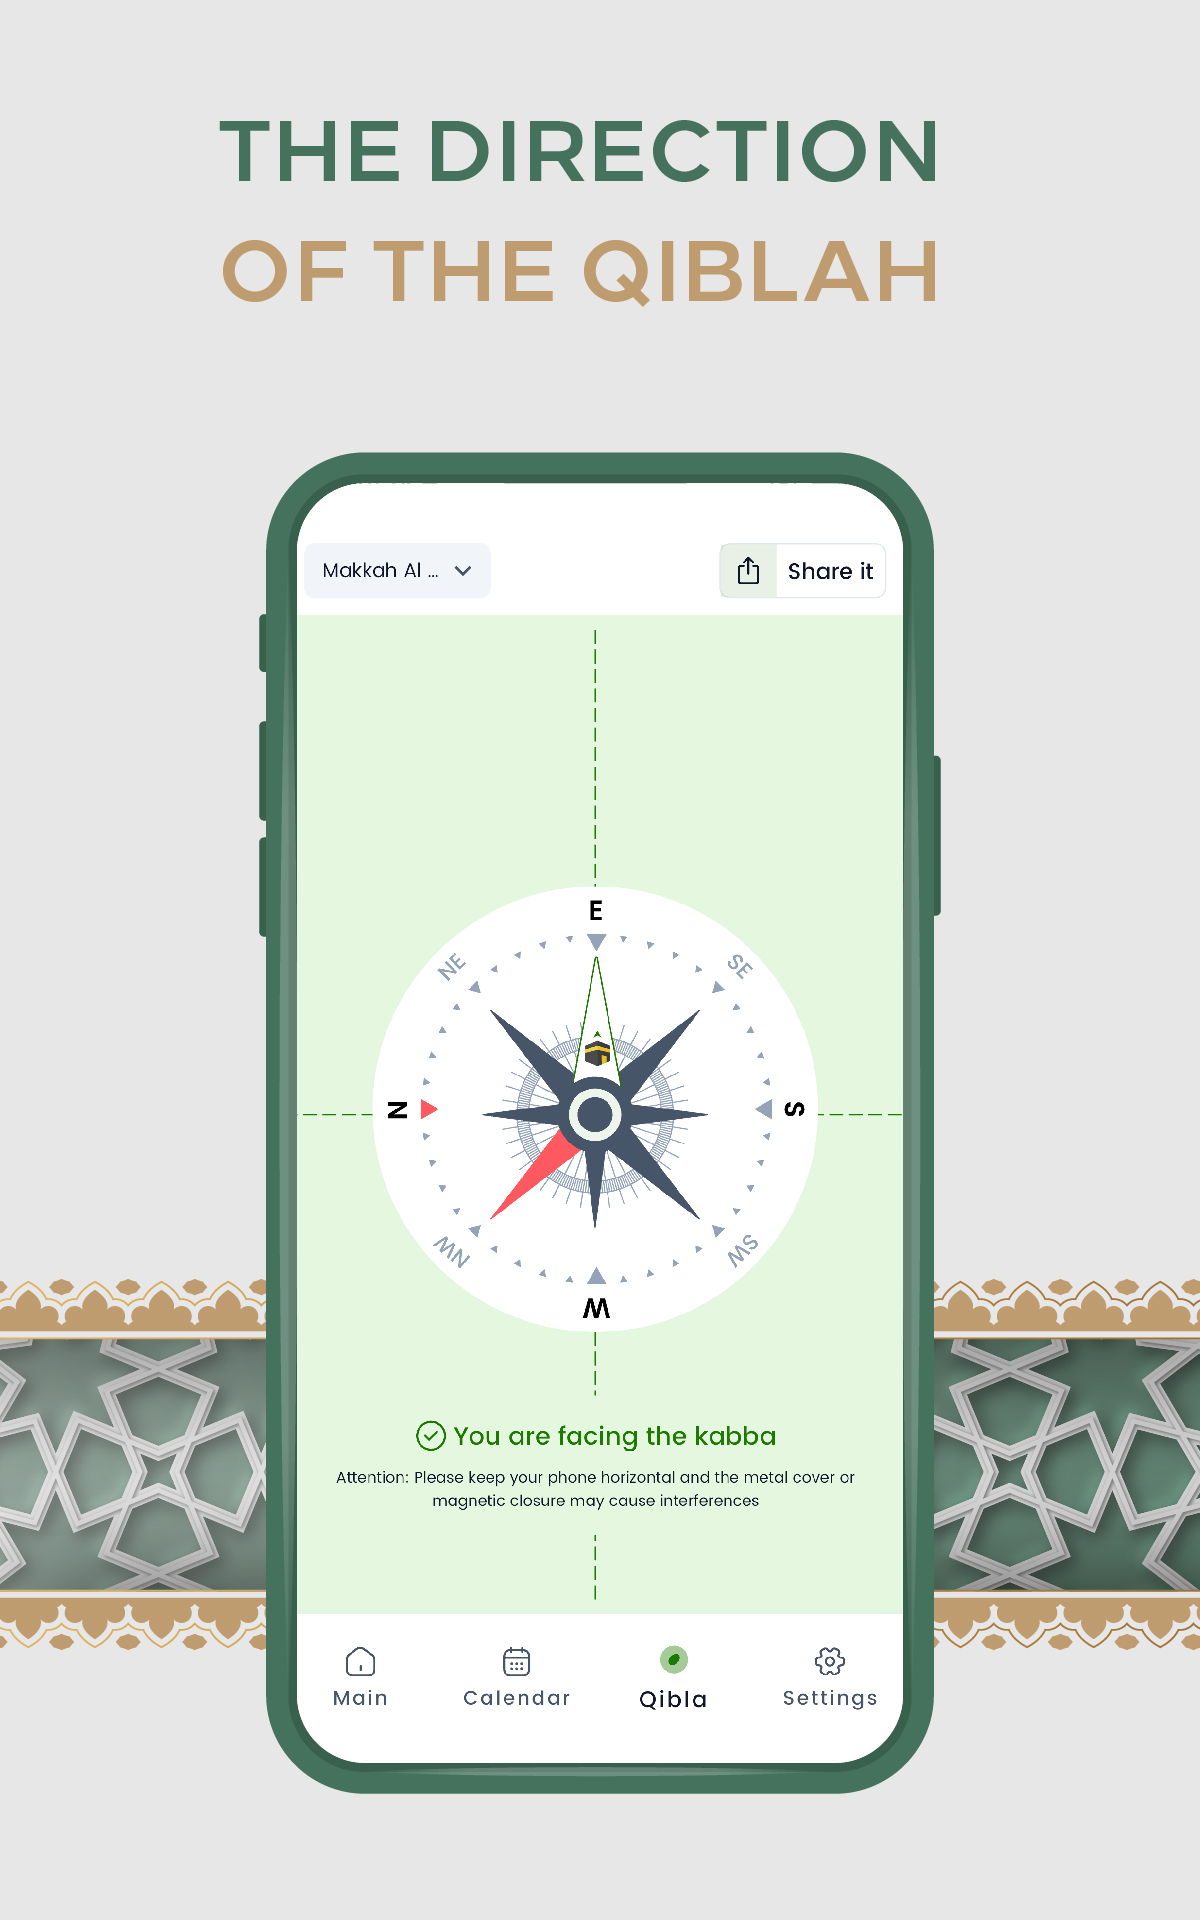 THE DIRECTION
OF THE QIBLAH
Makkah Al ...
Share it
E
NE
SE
N
S
NW
SW
W
You are facing the kabba
Attention: Please keep your phone horizontal and the metal cover or
magnetic closure may cause interferences
Main
Calendar
Qibla
Settings